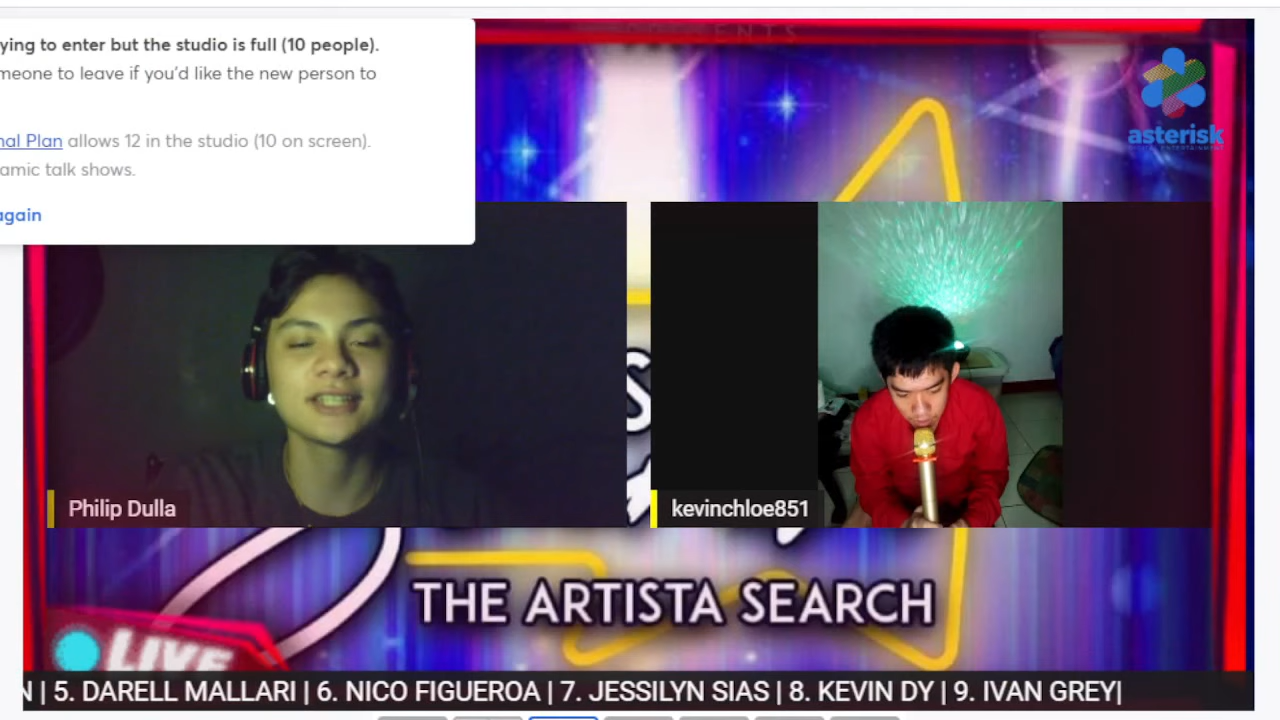 ying to enter but the studio is full (10 people).
meone to leave if you'd like the new person to
nal Plan allows 12 in the studio (10 on screen).
amic talk shows.
again
asterisk
Philip Dulla
kevinchloe851
THE ARTISTA SEARCH
LIVE
N | 5. DARELL MALLARI | 6. NICO FIGUEROA | 7. JESSILYN SIAS | 8. KEVIN DY | 9. IVAN GREY|